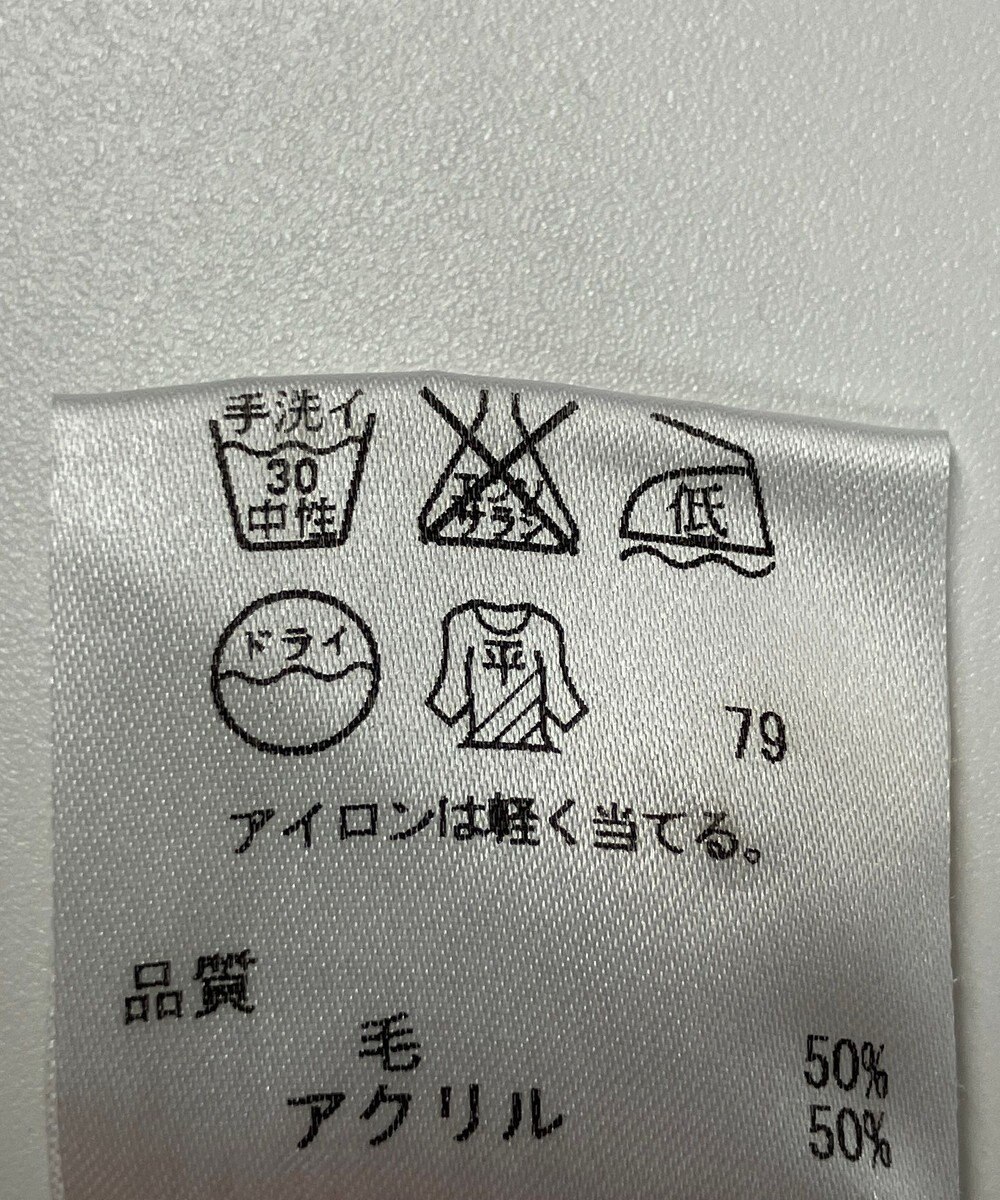 手洗イ
30
中性
エンソ
サラシ
低
ドライ
平
79
アイロンは軽く当てる。
品質
毛 50%
アクリル 50%